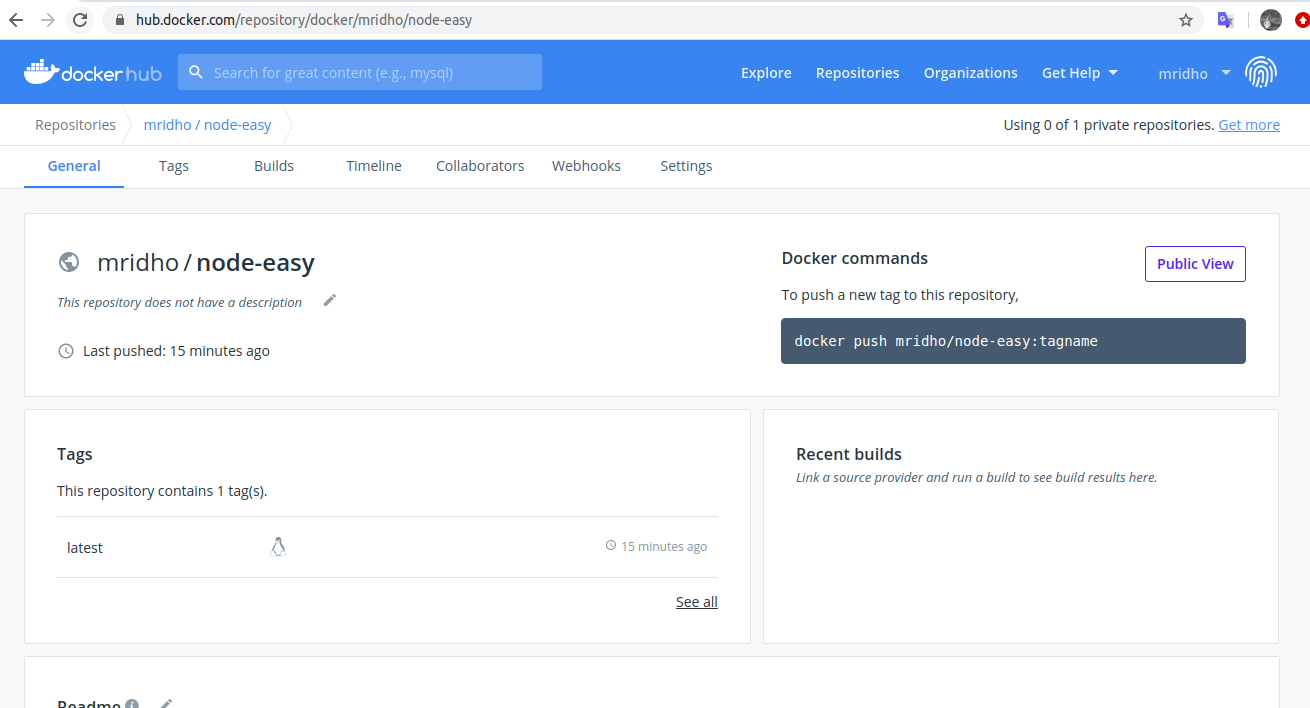 hub.docker.com/repository/docker/mridho/node-easy
dockerhub Search for great content (e.g., mysql) Explore Repositories Organizations Get Help mridho
Repositories mridho / node-easy Using 0 of 1 private repositories. Get more
General Tags Builds Timeline Collaborators Webhooks Settings
mridho / node-easy
This repository does not have a description
Last pushed: 15 minutes ago
Docker commands
Public View
To push a new tag to this repository,
docker push mridho/node-easy:tagname
Tags
This repository contains 1 tag(s).
latest 15 minutes ago
See all
Recent builds
Link a source provider and run a build to see build results here.
Readme